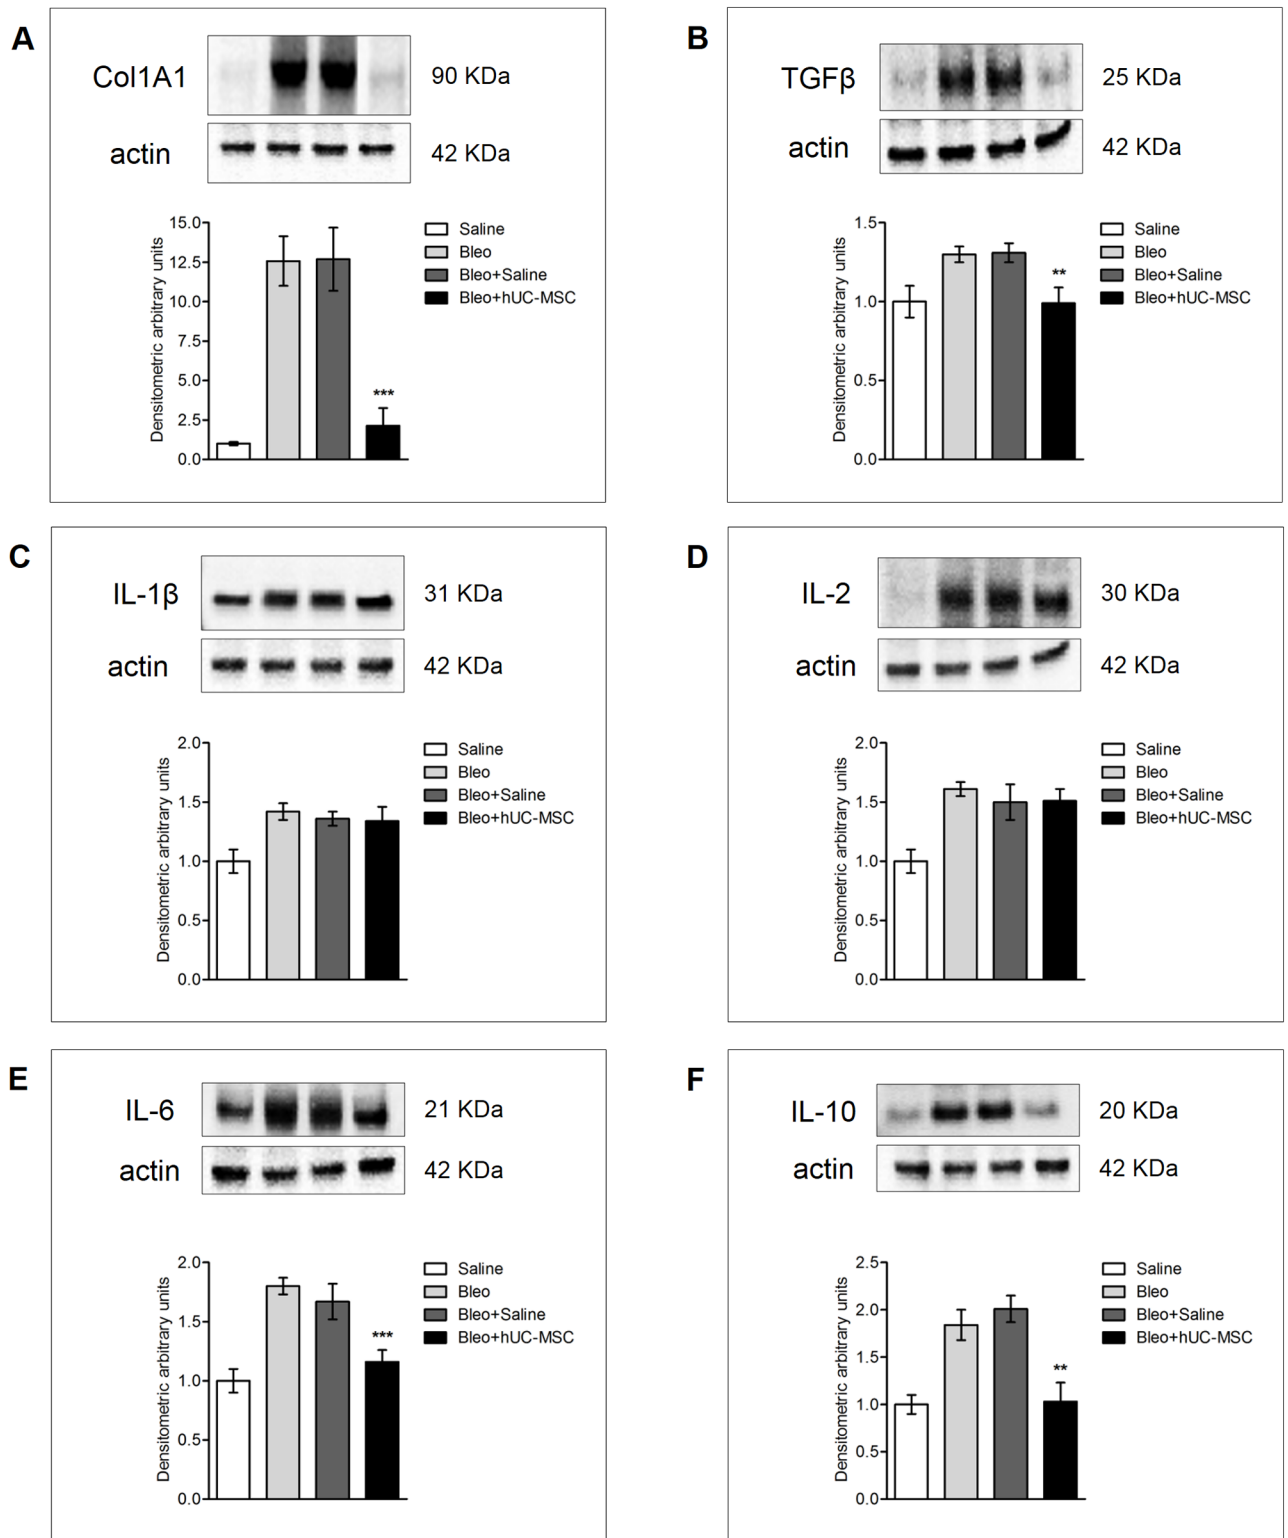 A
Col1A1
90 KDa
actin
42 KDa
Densitometric arbitrary units
15.0
12.5
10.0
7.5
5.0
2.5
0.0
***
Saline
Bleo
Bleo+Saline
Bleo+hUC-MSC
B
TGFβ
25 KDa
actin
42 KDa
Densitometric arbitrary units
1.5
1.0
0.5
0.0
**
Saline
Bleo
Bleo+Saline
Bleo+hUC-MSC
C
IL-1β
31 KDa
actin
42 KDa
Densitometric arbitrary units
2.0
1.5
1.0
0.5
0.0
Saline
Bleo
Bleo+Saline
Bleo+hUC-MSC
D
IL-2
30 KDa
actin
42 KDa
Densitometric arbitrary units
2.0
1.5
1.0
0.5
0.0
Saline
Bleo
Bleo+Saline
Bleo+hUC-MSC
E
IL-6
21 KDa
actin
42 KDa
Densitometric arbitrary units
2.0
1.5
1.0
0.5
0.0
***
Saline
Bleo
Bleo+Saline
Bleo+hUC-MSC
F
IL-10
20 KDa
actin
42 KDa
Densitometric arbitrary units
2.5
2.0
1.5
1.0
0.5
0.0
**
Saline
Bleo
Bleo+Saline
Bleo+hUC-MSC